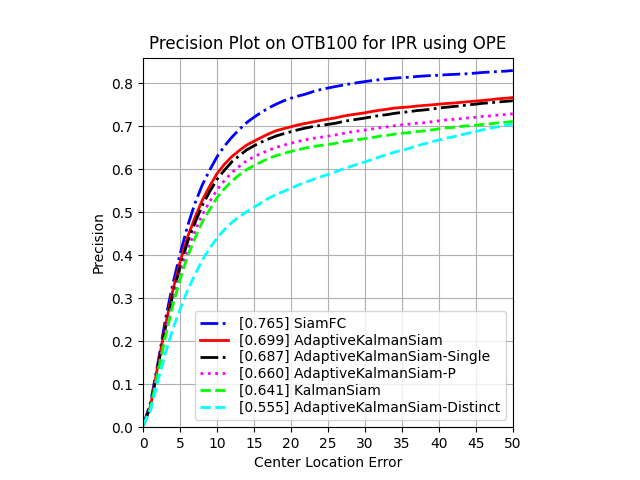 Precision Plot on OTB100 for IPR using OPE
Precision
0.8
0.7
0.6
0.5
0.4
0.3
0.2
0.1
0.0
[0.765] SiamFC
[0.699] AdaptiveKalmanSiam
[0.687] AdaptiveKalmanSiam-Single
[0.660] AdaptiveKalmanSiam-P
[0.641] KalmanSiam
[0.555] AdaptiveKalmanSiam-Distinct
0 5 10 15 20 25 30 35 40 45 50
Center Location Error